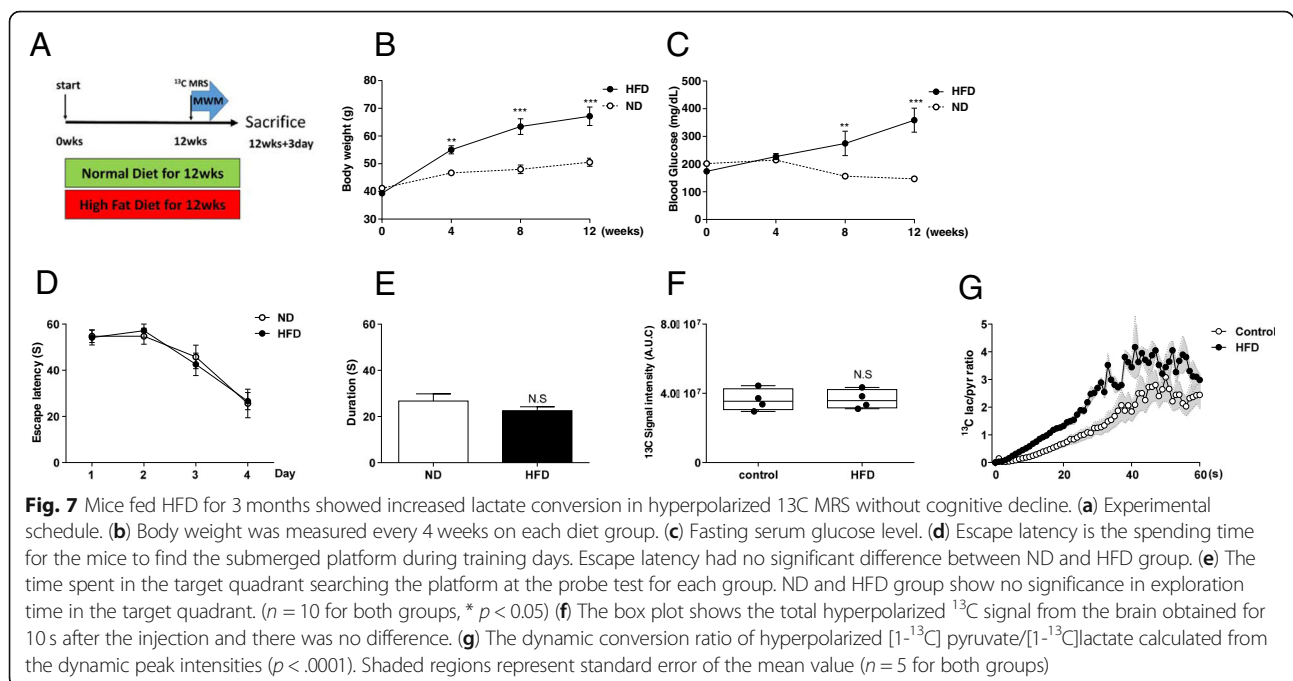 A
start
¹³C MRS
MWM
Sacrifice
0wks
12wks
12wks+3day
Normal Diet for 12wks
High Fat Diet for 12wks
B
Body weight (g)
80
70
60
50
40
30
0
4
8
12 (weeks)
**
***
***
HFD
ND
C
Blood Glucose (mg/dL)
500
400
300
200
100
0
0
4
8
12 (weeks)
**
***
HFD
ND
D
Escape latency (S)
60
40
20
0
1
2
3
4
Day
ND
HFD
E
Duration (S)
60
40
20
0
N.S
ND
HFD
F
13C Signal intensity (A.U.C)
8.0 10⁷
4.0 10⁷
0
N.S
control
HFD
G
¹³C lac/pyr ratio
5
4
3
2
1
0
0
20
40
60 (s)
Control
HFD
Fig. 7 Mice fed HFD for 3 months showed increased lactate conversion in hyperpolarized 13C MRS without cognitive decline. (a) Experimental
schedule. (b) Body weight was measured every 4 weeks on each diet group. (c) Fasting serum glucose level. (d) Escape latency is the spending time
for the mice to find the submerged platform during training days. Escape latency had no significant difference between ND and HFD group. (e) The
time spent in the target quadrant searching the platform at the probe test for each group. ND and HFD group show no significance in exploration
time in the target quadrant. (n = 10 for both groups, * p < 0.05) (f) The box plot shows the total hyperpolarized ¹³C signal from the brain obtained for
10 s after the injection and there was no difference. (g) The dynamic conversion ratio of hyperpolarized [1-¹³C] pyruvate/[1-¹³C]lactate calculated from
the dynamic peak intensities (p < .0001). Shaded regions represent standard error of the mean value (n = 5 for both groups)